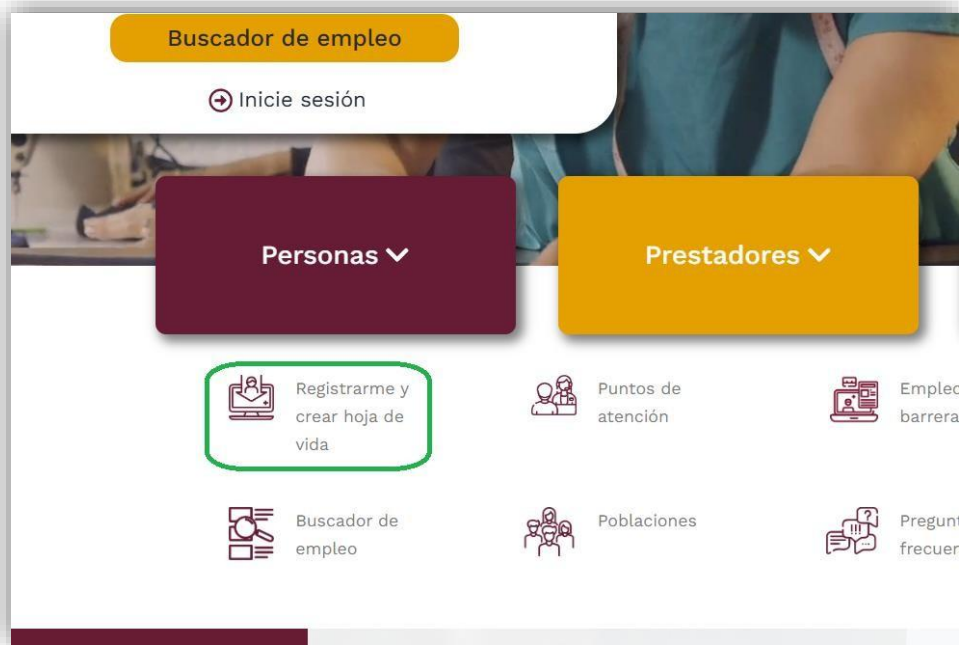 Buscador de empleo
Inicie sesión
Personas
Prestadores
Registrarme y
crear hoja de
vida
Puntos de
atención
Buscador de
empleo
Poblaciones